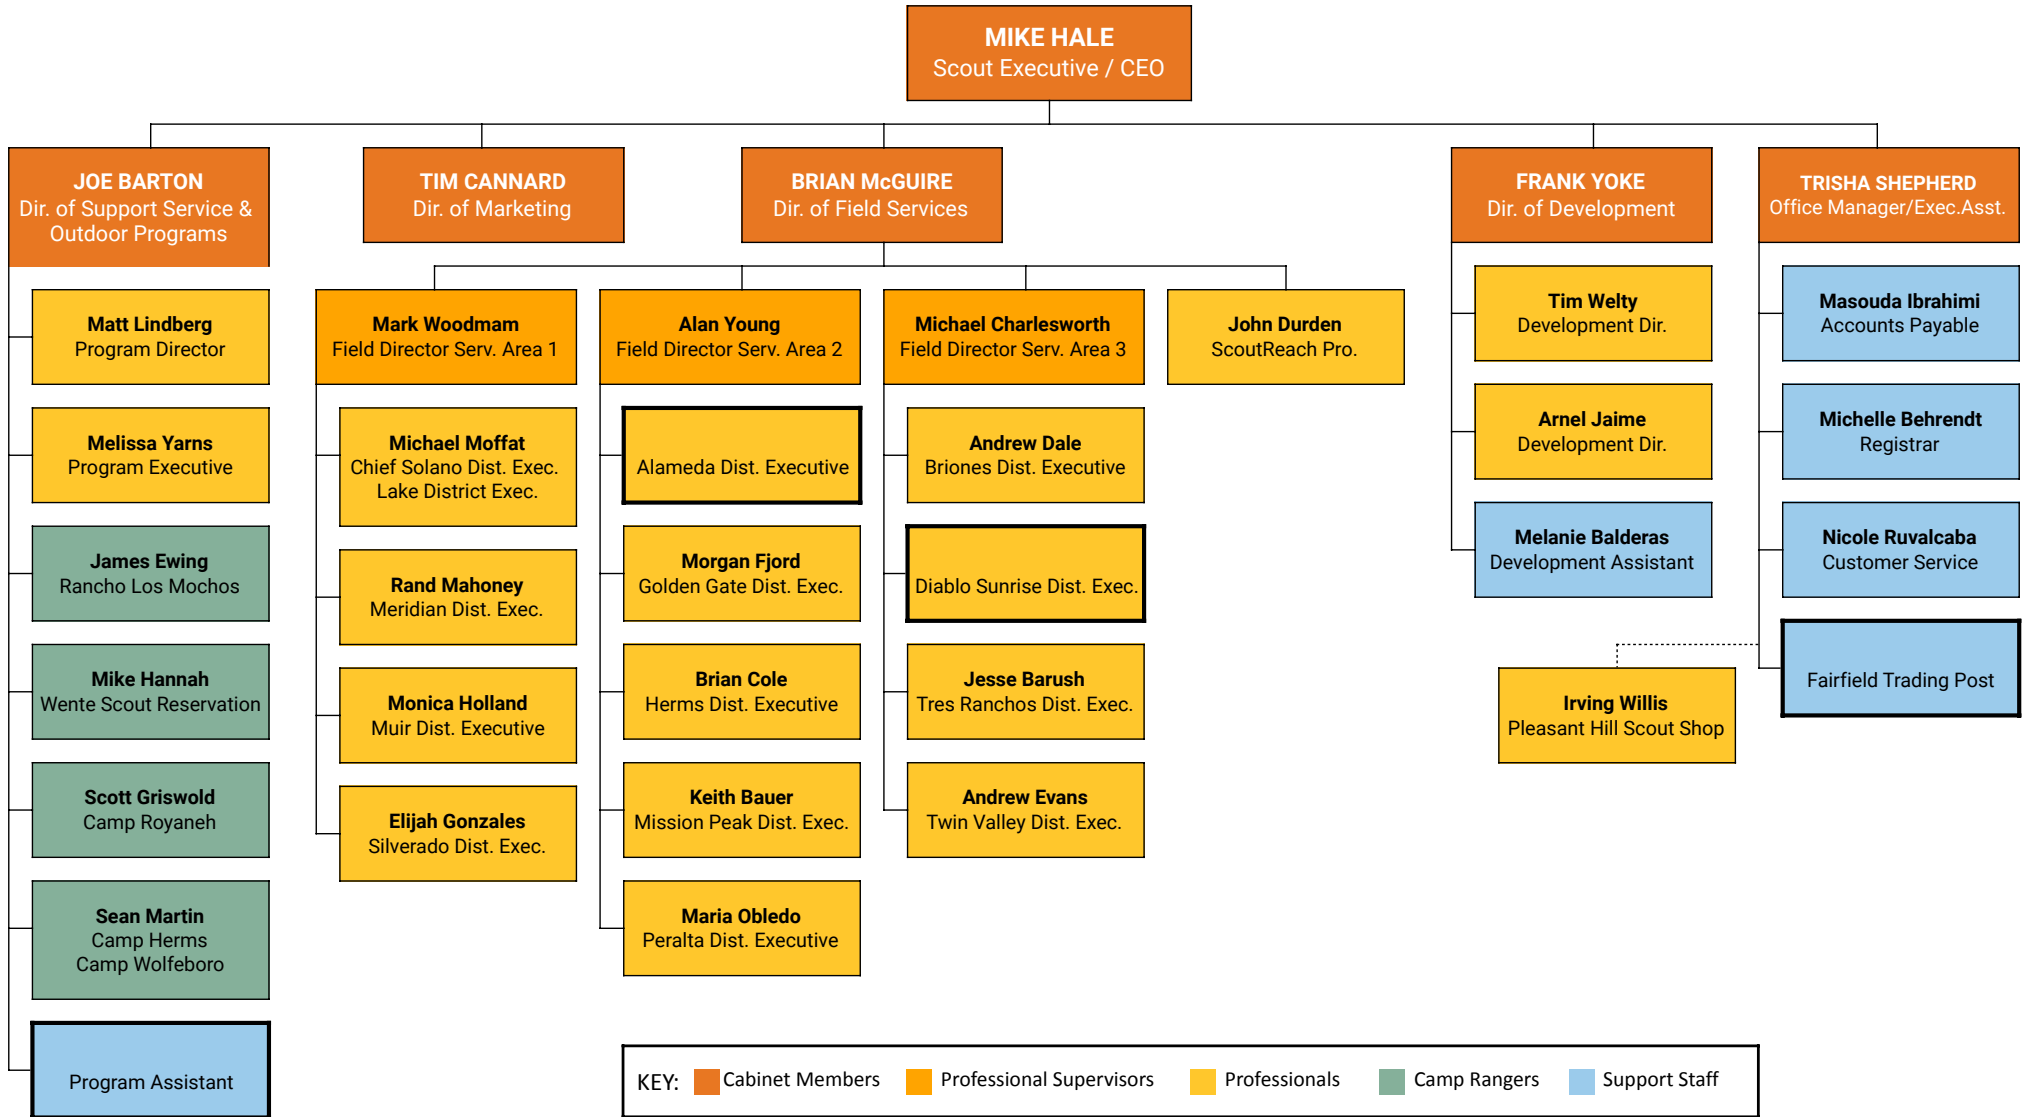 MIKE HALE
Scout Executive / CEO
JOE BARTON
Dir. of Support Service &
Outdoor Programs
TIM CANNARD
Dir. of Marketing
BRIAN McGUIRE
Dir. of Field Services
FRANK YOKE
Dir. of Development
TRISHA SHEPHERD
Office Manager/Exec.Asst.
Matt Lindberg
Program Director
Melissa Yarns
Program Executive
James Ewing
Rancho Los Mochos
Mike Hannah
Wente Scout Reservation
Scott Griswold
Camp Royaneh
Sean Martin
Camp Herms
Camp Wolfeboro
Program Assistant
Mark Woodmam
Field Director Serv. Area 1
Michael Moffat
Chief Solano Dist. Exec.
Lake District Exec.
Rand Mahoney
Meridian Dist. Exec.
Monica Holland
Muir Dist. Executive
Elijah Gonzales
Silverado Dist. Exec.
Alan Young
Field Director Serv. Area 2
Alameda Dist. Executive
Morgan Fjord
Golden Gate Dist. Exec.
Brian Cole
Herms Dist. Executive
Keith Bauer
Mission Peak Dist. Exec.
Maria Obledo
Peralta Dist. Executive
Michael Charlesworth
Field Director Serv. Area 3
Andrew Dale
Briones Dist. Executive
Diablo Sunrise Dist. Exec.
Jesse Barush
Tres Ranchos Dist. Exec.
Andrew Evans
Twin Valley Dist. Exec.
John Durden
ScoutReach Pro.
Tim Welty
Development Dir.
Arnel Jaime
Development Dir.
Melanie Balderas
Development Assistant
Masouda Ibrahimi
Accounts Payable
Michelle Behrendt
Registrar
Nicole Ruvalcaba
Customer Service
Fairfield Trading Post
Irving Willis
Pleasant Hill Scout Shop
KEY: Cabinet Members Professional Supervisors Professionals Camp Rangers Support Staff